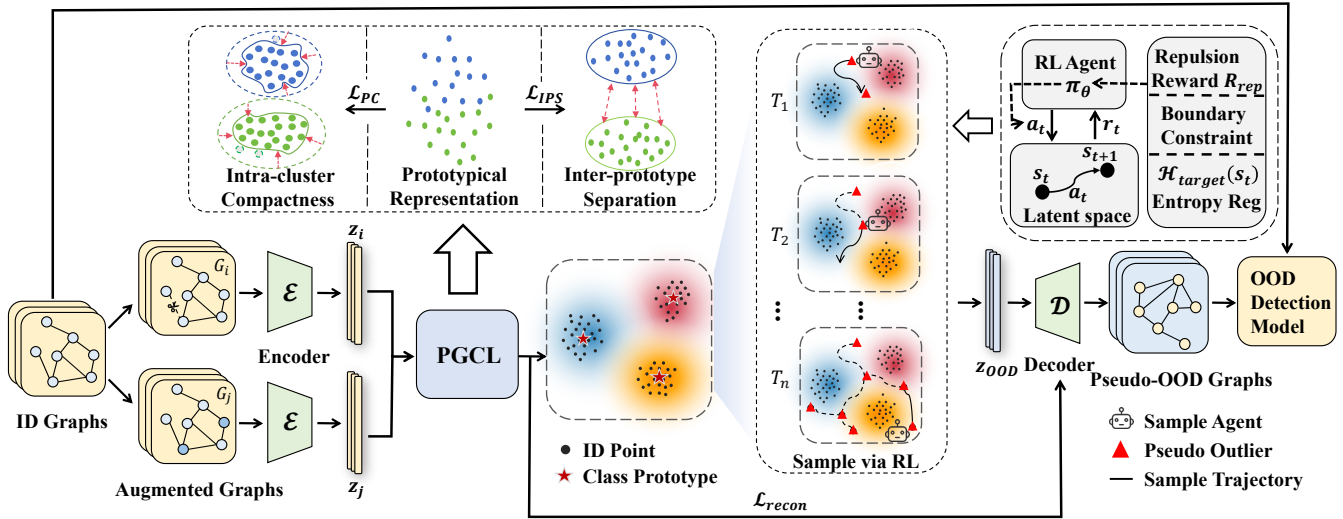 ℒ_PC
ℒ_IPS
Intra-cluster
Compactness
Prototypical
Representation
Inter-prototype
Separation
T_1
T_2
T_n
Sample via RL
RL Agent
π_θ
a_t
r_t
s_t
s_{t+1}
a_t
Latent space
Repulsion
Reward R_rep
Boundary
Constraint
ℋ_target(s_t)
Entropy Reg
ID Graphs
G_i
ℰ
z_i
Encoder
G_j
ℰ
z_j
Augmented Graphs
PGCL
ID Point
Class Prototype
ℒ_recon
z_OOD
𝒟
Decoder
Pseudo-OOD Graphs
OOD
Detection
Model
Sample Agent
Pseudo Outlier
Sample Trajectory